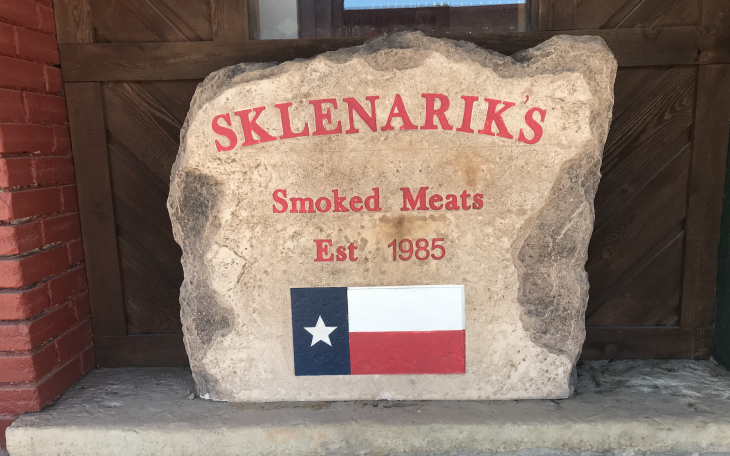 SKLENARIK'S
Smoked Meats
Est 1985